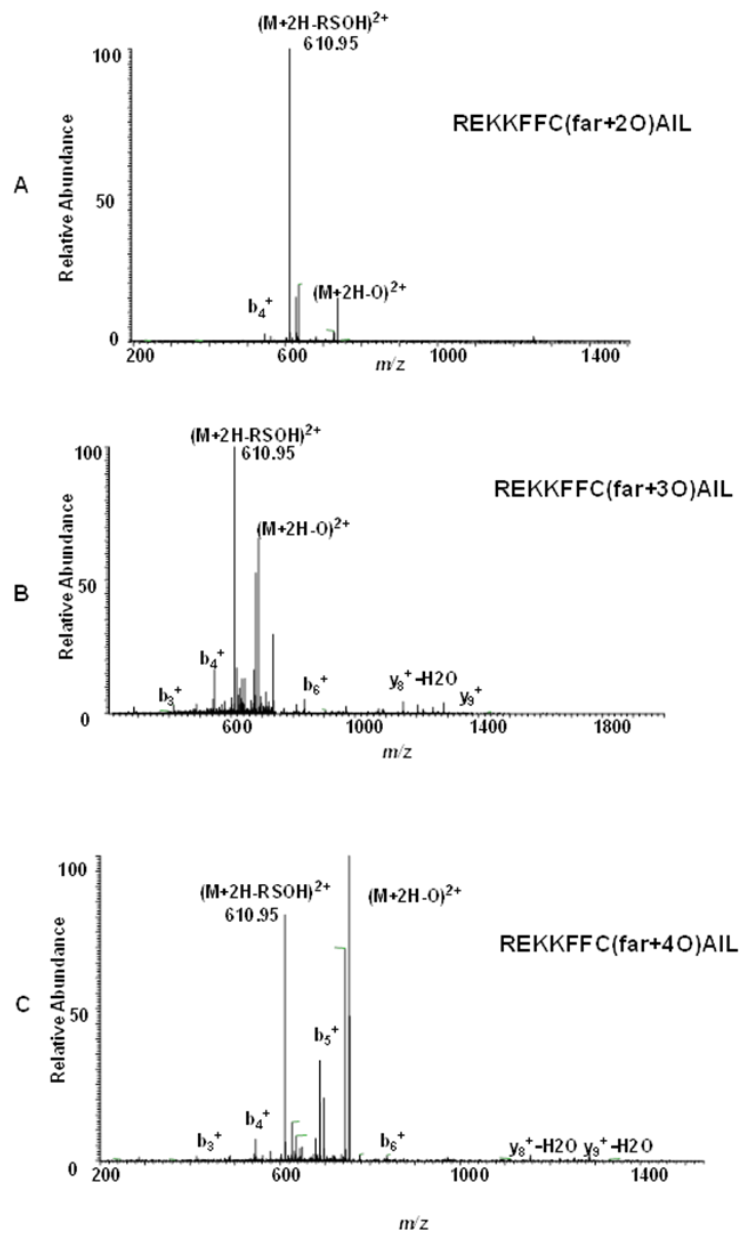 (M+2H-RSOH)2+
610.95
100
REKKFFC(far+2O)AIL
A
Relative Abundance
50
b4+
(M+2H-O)2+
0
200 600 1000 1400
m/z
(M+2H-RSOH)2+
100
610.95
REKKFFC(far+3O)AIL
(M+2H-O)2+
B
Relative Abundance
50
b4+
b3+
b6+
y8+-H2O
y9+
0
600 1000 1400 1800
m/z
100
(M+2H-RSOH)2+
610.95
(M+2H-O)2+
REKKFFC(far+4O)AIL
C
Relative Abundance
50
b5+
b4+
b3+
b6+
y8+-H2O y9+-H2O
0
200 600 1000 1400
m/z